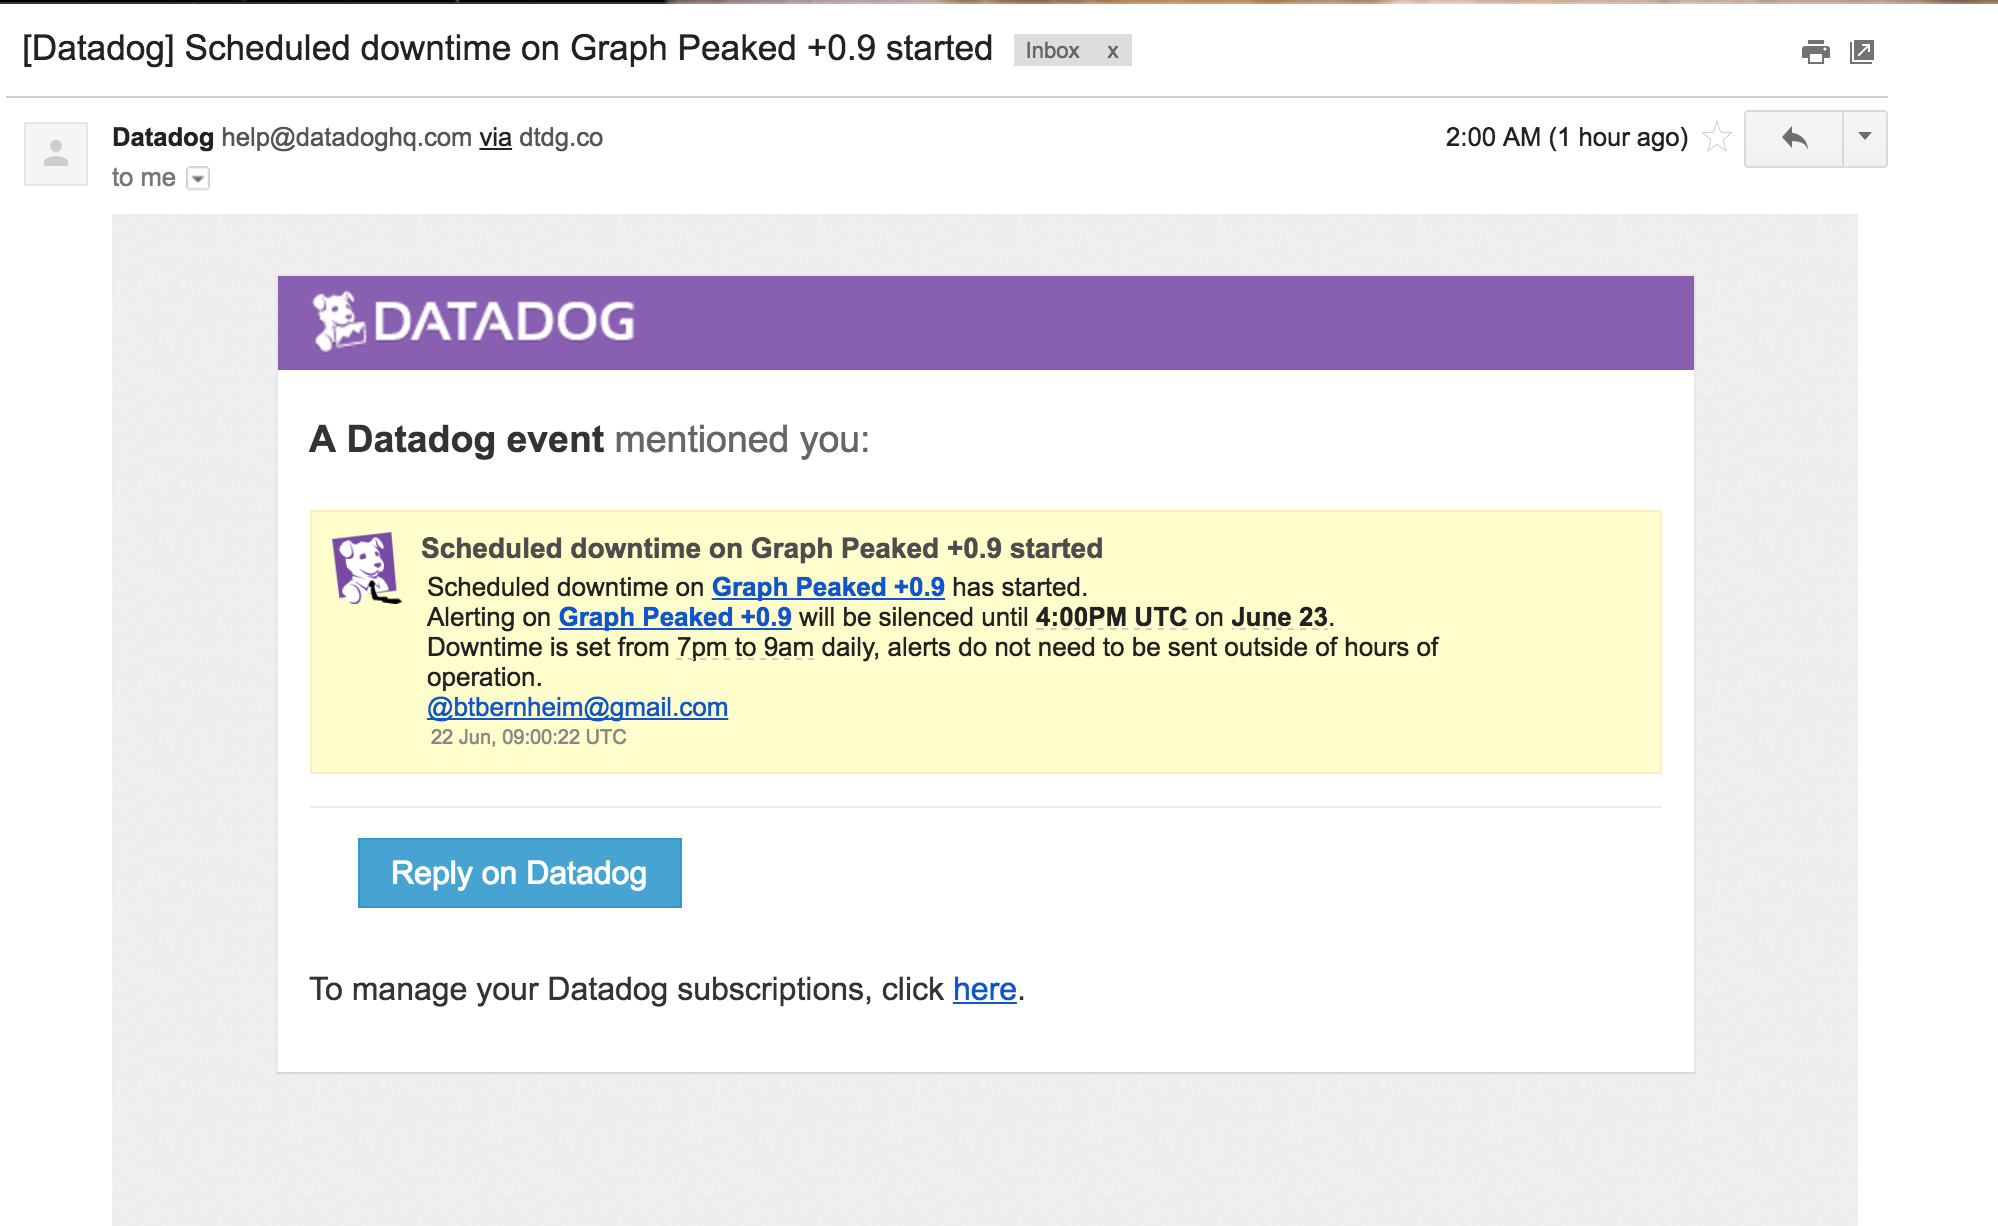 [Datadog] Scheduled downtime on Graph Peaked +0.9 started Inbox x
Datadog help@datadoghq.com via dtdg.co 2:00 AM (1 hour ago)
to me
DATADOG
A Datadog event mentioned you:
Scheduled downtime on Graph Peaked +0.9 started
Scheduled downtime on Graph Peaked +0.9 has started.
Alerting on Graph Peaked +0.9 will be silenced until 4:00PM UTC on June 23.
Downtime is set from 7pm to 9am daily, alerts do not need to be sent outside of hours of
operation.
@btbernheim@gmail.com
22 Jun, 09:00:22 UTC
Reply on Datadog
To manage your Datadog subscriptions, click here.